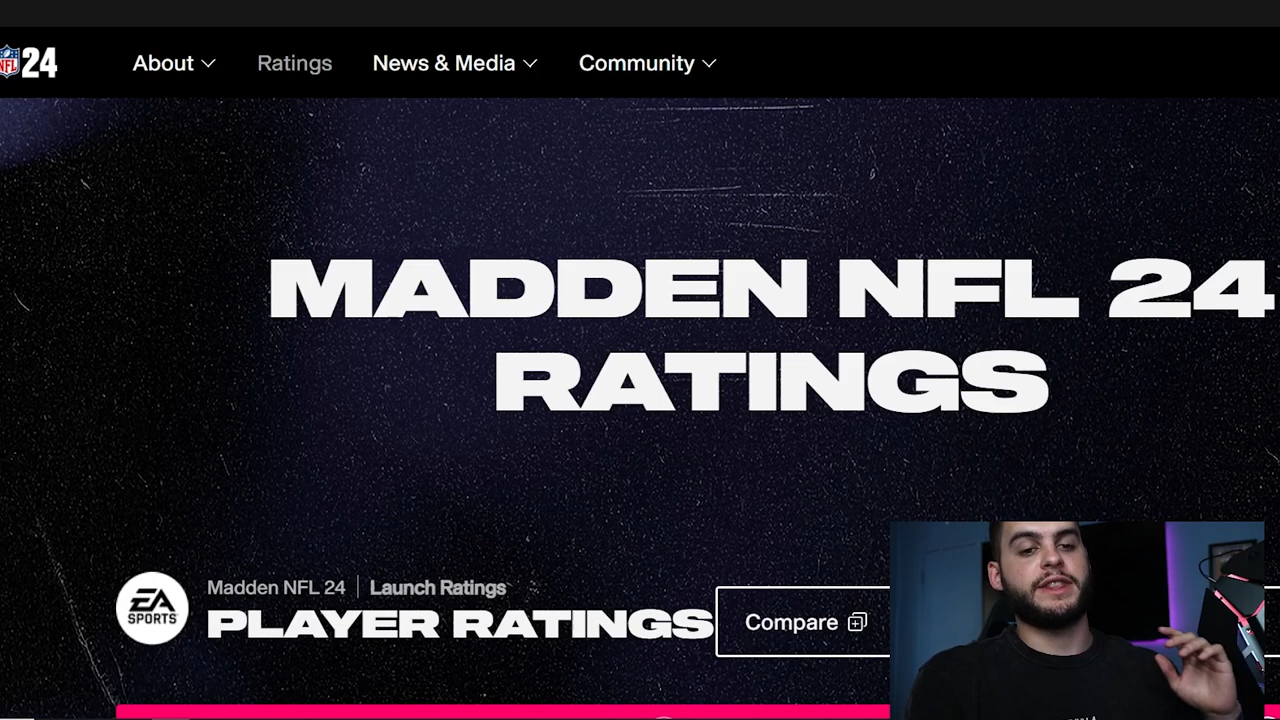 NFL 24
About
Ratings
News & Media
Community
MADDEN NFL 24
RATINGS
EA
SPORTS
Madden NFL 24 | Launch Ratings
PLAYER RATINGS
Compare